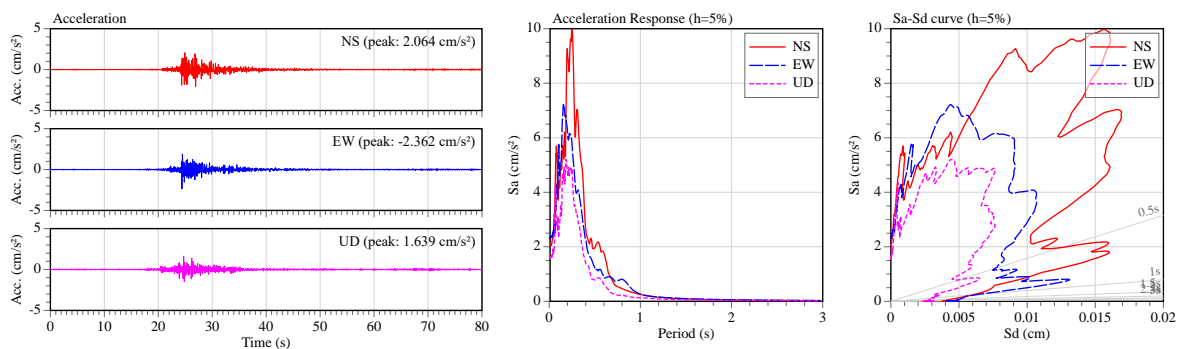 Acceleration
Acc. (cm/s²)
5
0
-5
NS (peak: 2.064 cm/s²)
Acc. (cm/s²)
5
0
-5
EW (peak: -2.362 cm/s²)
Acc. (cm/s²)
5
0
-5
UD (peak: 1.639 cm/s²)
0 10 20 30 40 50 60 70 80
Time (s)
Acceleration Response (h=5%)
Sa (cm/s²)
10
8
6
4
2
0
NS
EW
UD
0 1 2 3
Period (s)
Sa-Sd curve (h=5%)
Sa (cm/s²)
10
8
6
4
2
0
NS
EW
UD
0.5s
1s
1.5s
0 0.005 0.01 0.015 0.02
Sd (cm)